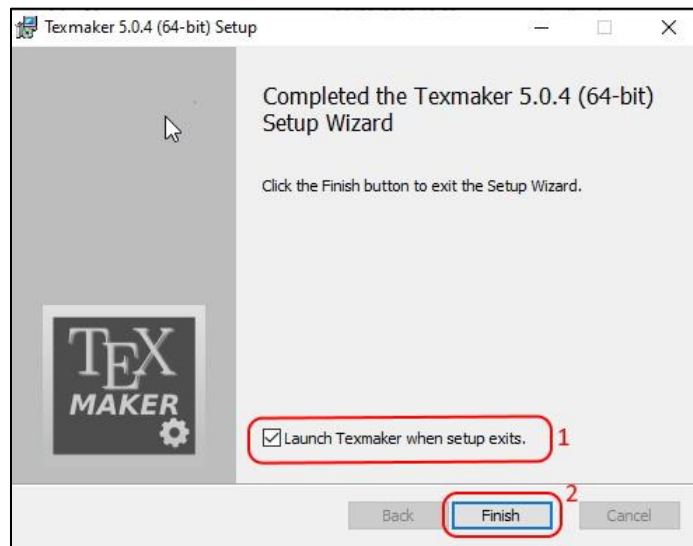 Texmaker 5.0.4 (64-bit) Setup
Completed the Texmaker 5.0.4 (64-bit)
Setup Wizard
Click the Finish button to exit the Setup Wizard.
TEX
MAKER
Launch Texmaker when setup exits.
1
2
Back
Finish
Cancel